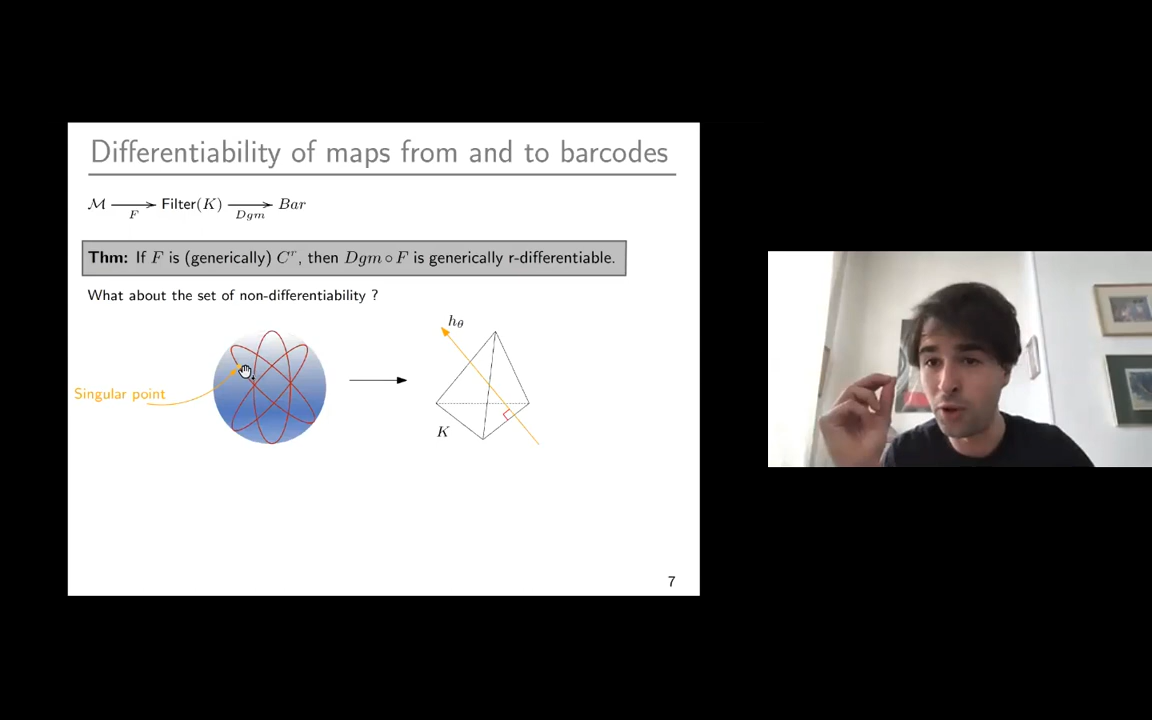 Differentiability of maps from and to barcodes
ℳ ⟶ Filter(K) ⟶ Bar
F Dgm
Thm: If F is (generically) Cʳ, then Dgm ∘ F is generically r-differentiable.
What about the set of non-differentiability ?
h_θ
Singular point
K
7